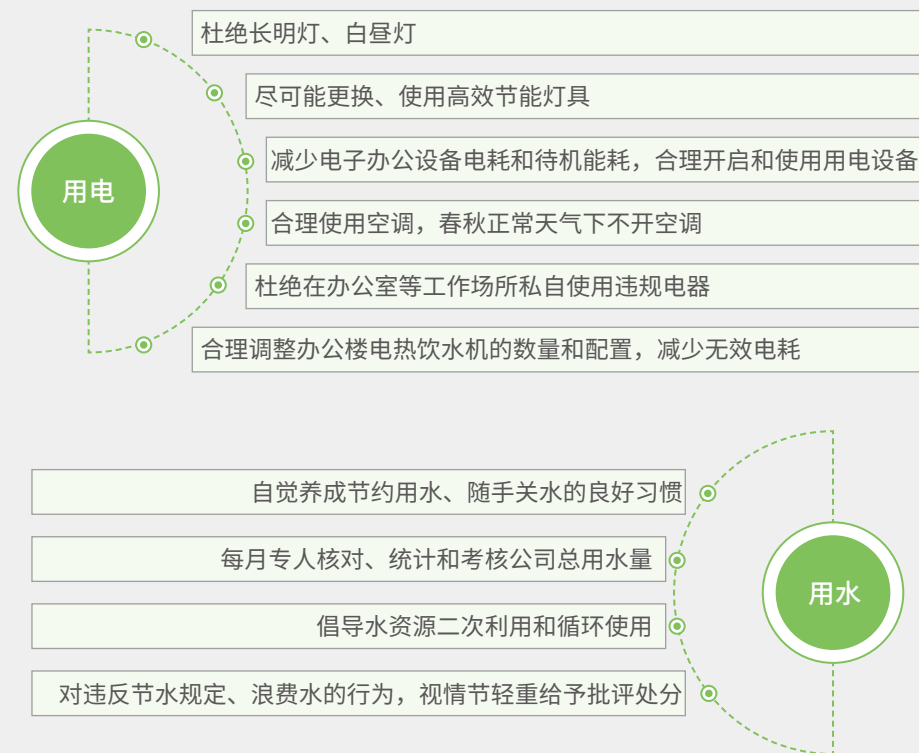 杜绝长明灯、白昼灯
尽可能更换、使用高效节能灯具
减少电子办公设备电耗和待机能耗，合理开启和使用用电设备
用电
合理使用空调，春秋正常天气下不开空调
杜绝在办公室等工作场所私自使用违规电器
合理调整办公楼电热饮水机的数量和配置，减少无效电耗
自觉养成节约用水、随手关水的良好习惯
每月专人核对、统计和考核公司总用水量
用水
倡导水资源二次利用和循环使用
对违反节水规定、浪费水的行为，视情节轻重给予批评处分